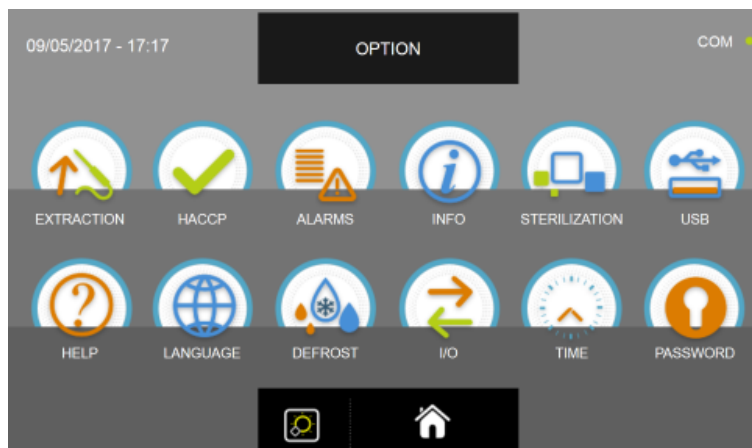 09/05/2017 - 17:17 OPTION COM
EXTRACTION HACCP ALARMS INFO STERILIZATION USB
HELP LANGUAGE DEFROST I/O TIME PASSWORD